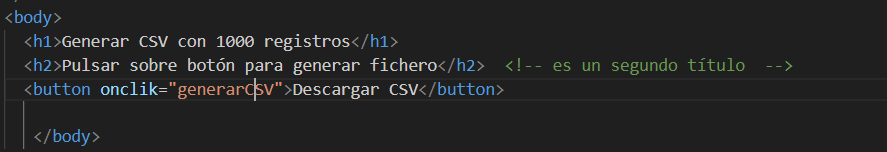 <body>
<h1>Generar CSV con 1000 registros</h1>
<h2>Pulsar sobre botón para generar fichero</h2> <!-- es un segundo título -->
<button onclik="generarCSV">Descargar CSV</button>
</body>